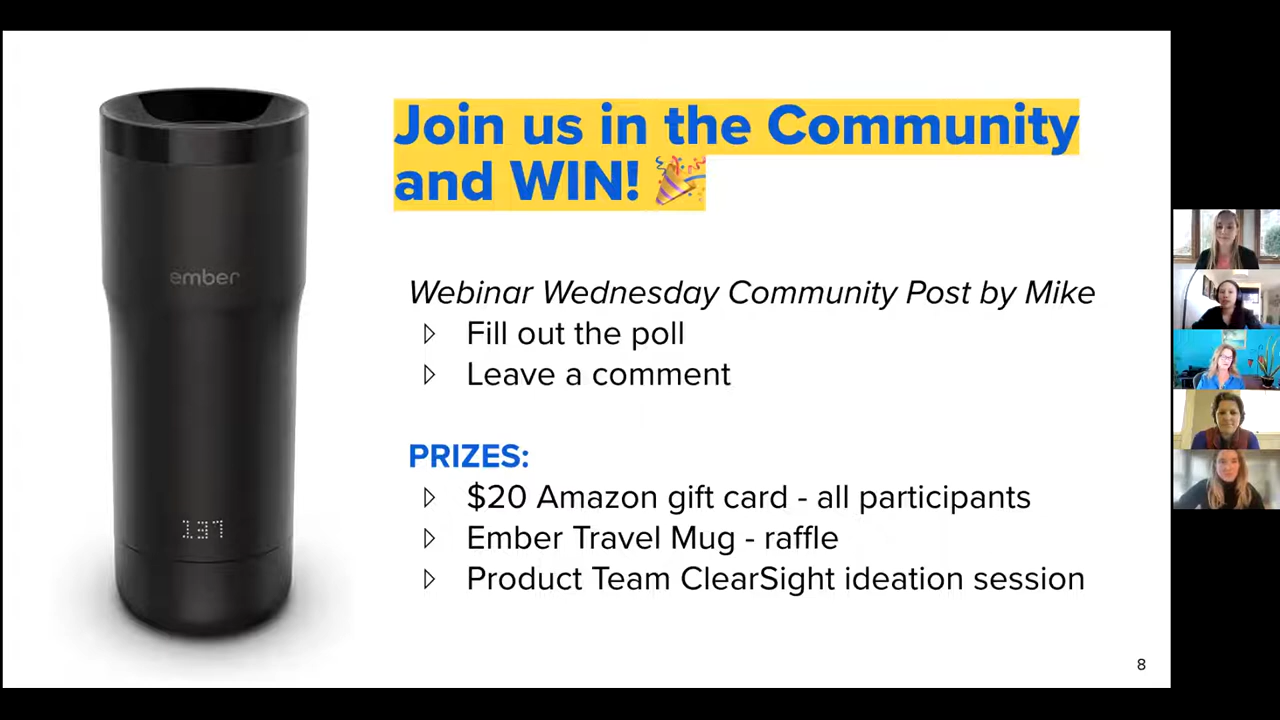 Join us in the Community
and WIN! 🎉
ember
Webinar Wednesday Community Post by Mike
Fill out the poll
Leave a comment
PRIZES:
$20 Amazon gift card - all participants
Ember Travel Mug - raffle
137
Product Team ClearSight ideation session
8